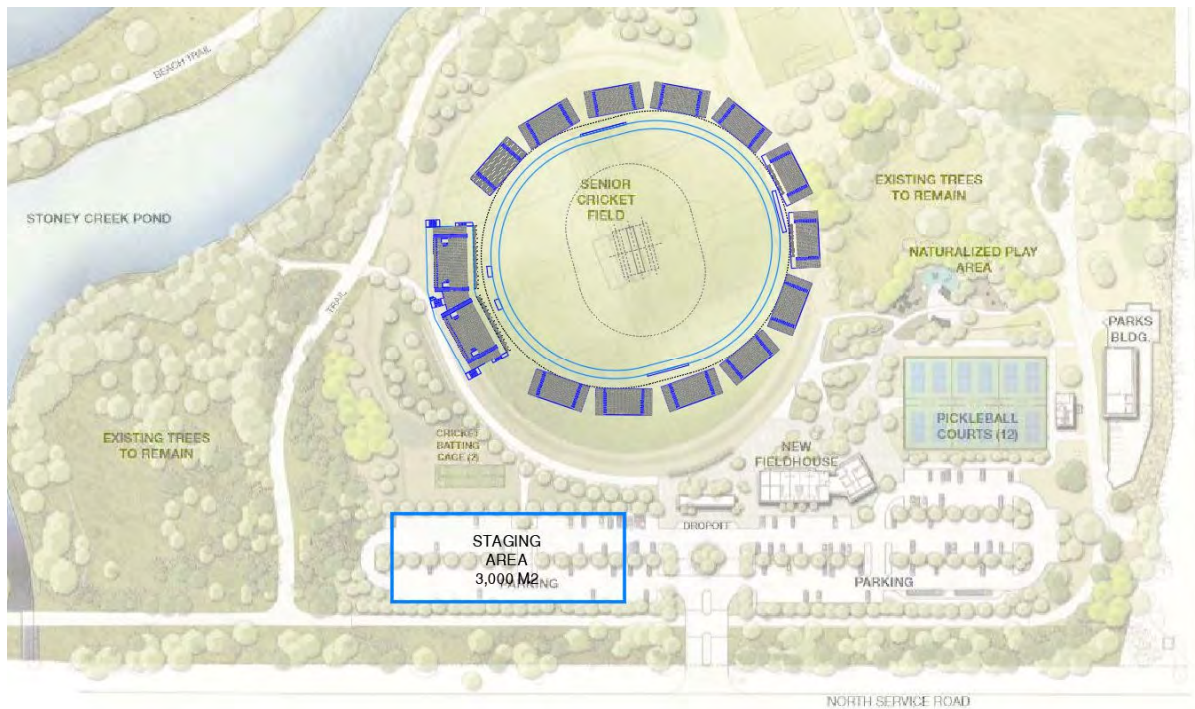 BEACH TRAIL
SENIOR
CRICKET
FIELD
EXISTING TREES
TO REMAIN
STONEY CREEK POND
NATURALIZED PLAY
AREA
TRAIL
PARKS
BLDG.
PICKLEBALL
COURTS (12)
EXISTING TREES
TO REMAIN
CRICKET
BATTING
CAGE (2)
NEW
FIELDHOUSE
DROPOFF
STAGING
AREA
3,000 M2
PARKING
PARKING
NORTH SERVICE ROAD